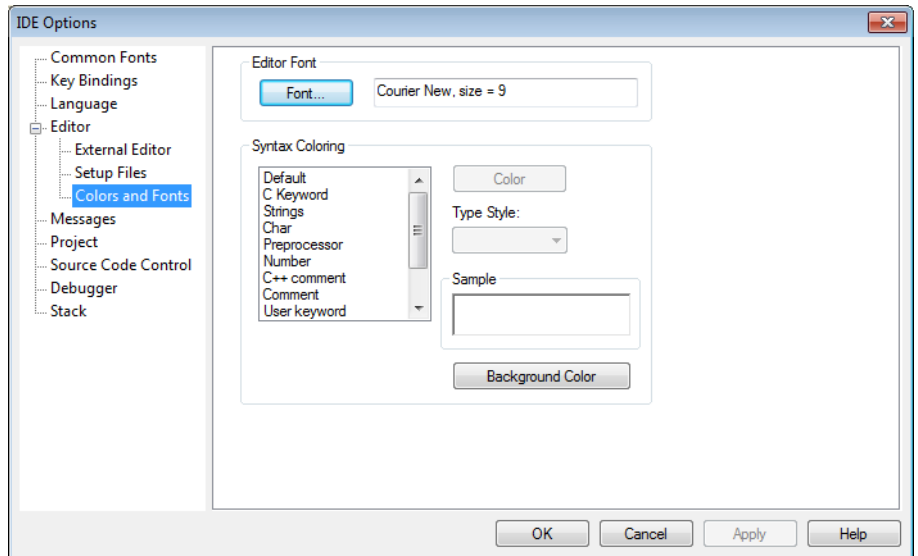 IDE Options
Common Fonts
Key Bindings
Language
Editor
External Editor
Setup Files
Colors and Fonts
Messages
Project
Source Code Control
Debugger
Stack
Editor Font
Font...
Courier New, size = 9
Syntax Coloring
Default
C Keyword
Strings
Char
Preprocessor
Number
C++ comment
Comment
User keyword
Color
Type Style:
Sample
Background Color
OK
Cancel
Apply
Help